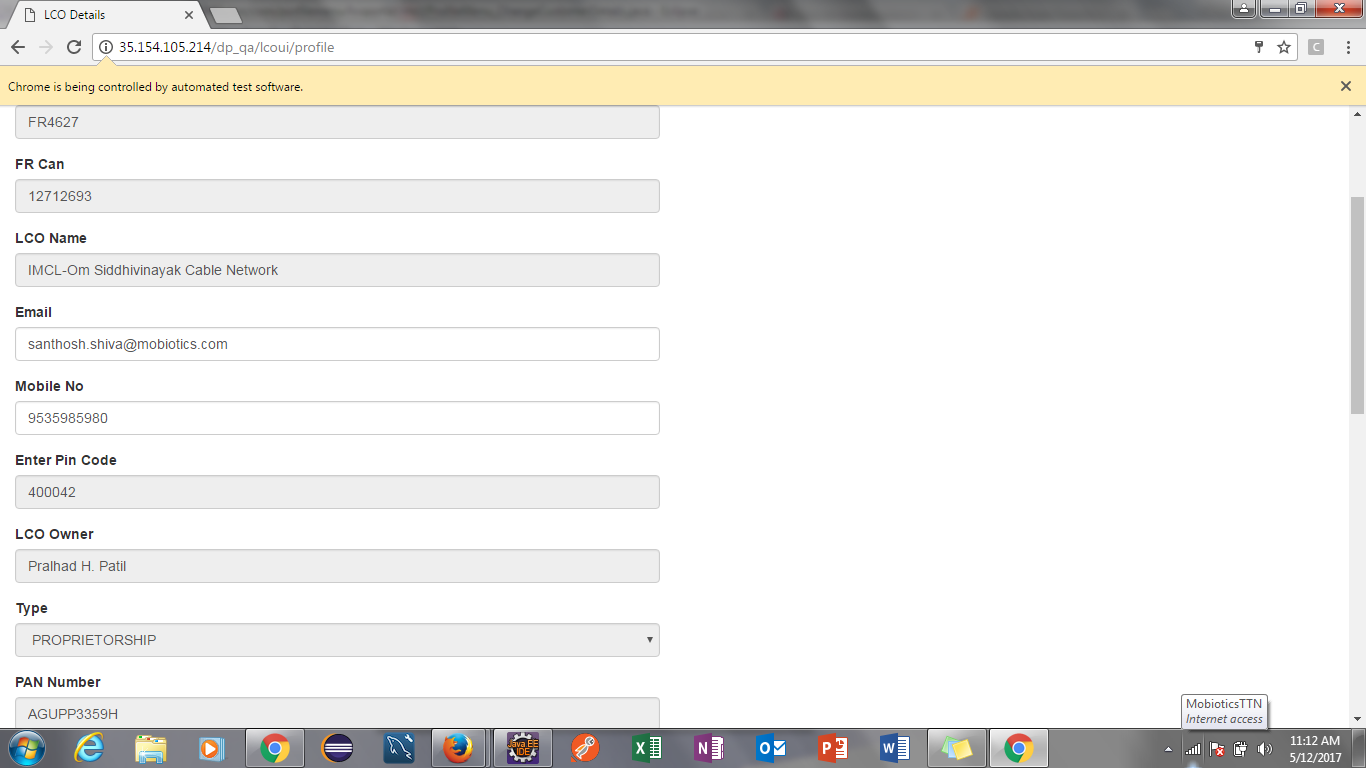 LCO Details
35.154.105.214/dp_qa/lcoui/profile
C
Chrome is being controlled by automated test software.
FR4627
FR Can
12712693
LCO Name
IMCL-Om Siddhivinayak Cable Network
Email
santhosh.shiva@mobiotics.com
Mobile No
9535985980
Enter Pin Code
400042
LCO Owner
Pralhad H. Patil
Type
PROPRIETORSHIP
PAN Number
AGUPP3359H
MobioticsTTN
Internet access
Java EE
IDE
11:12 AM
5/12/2017